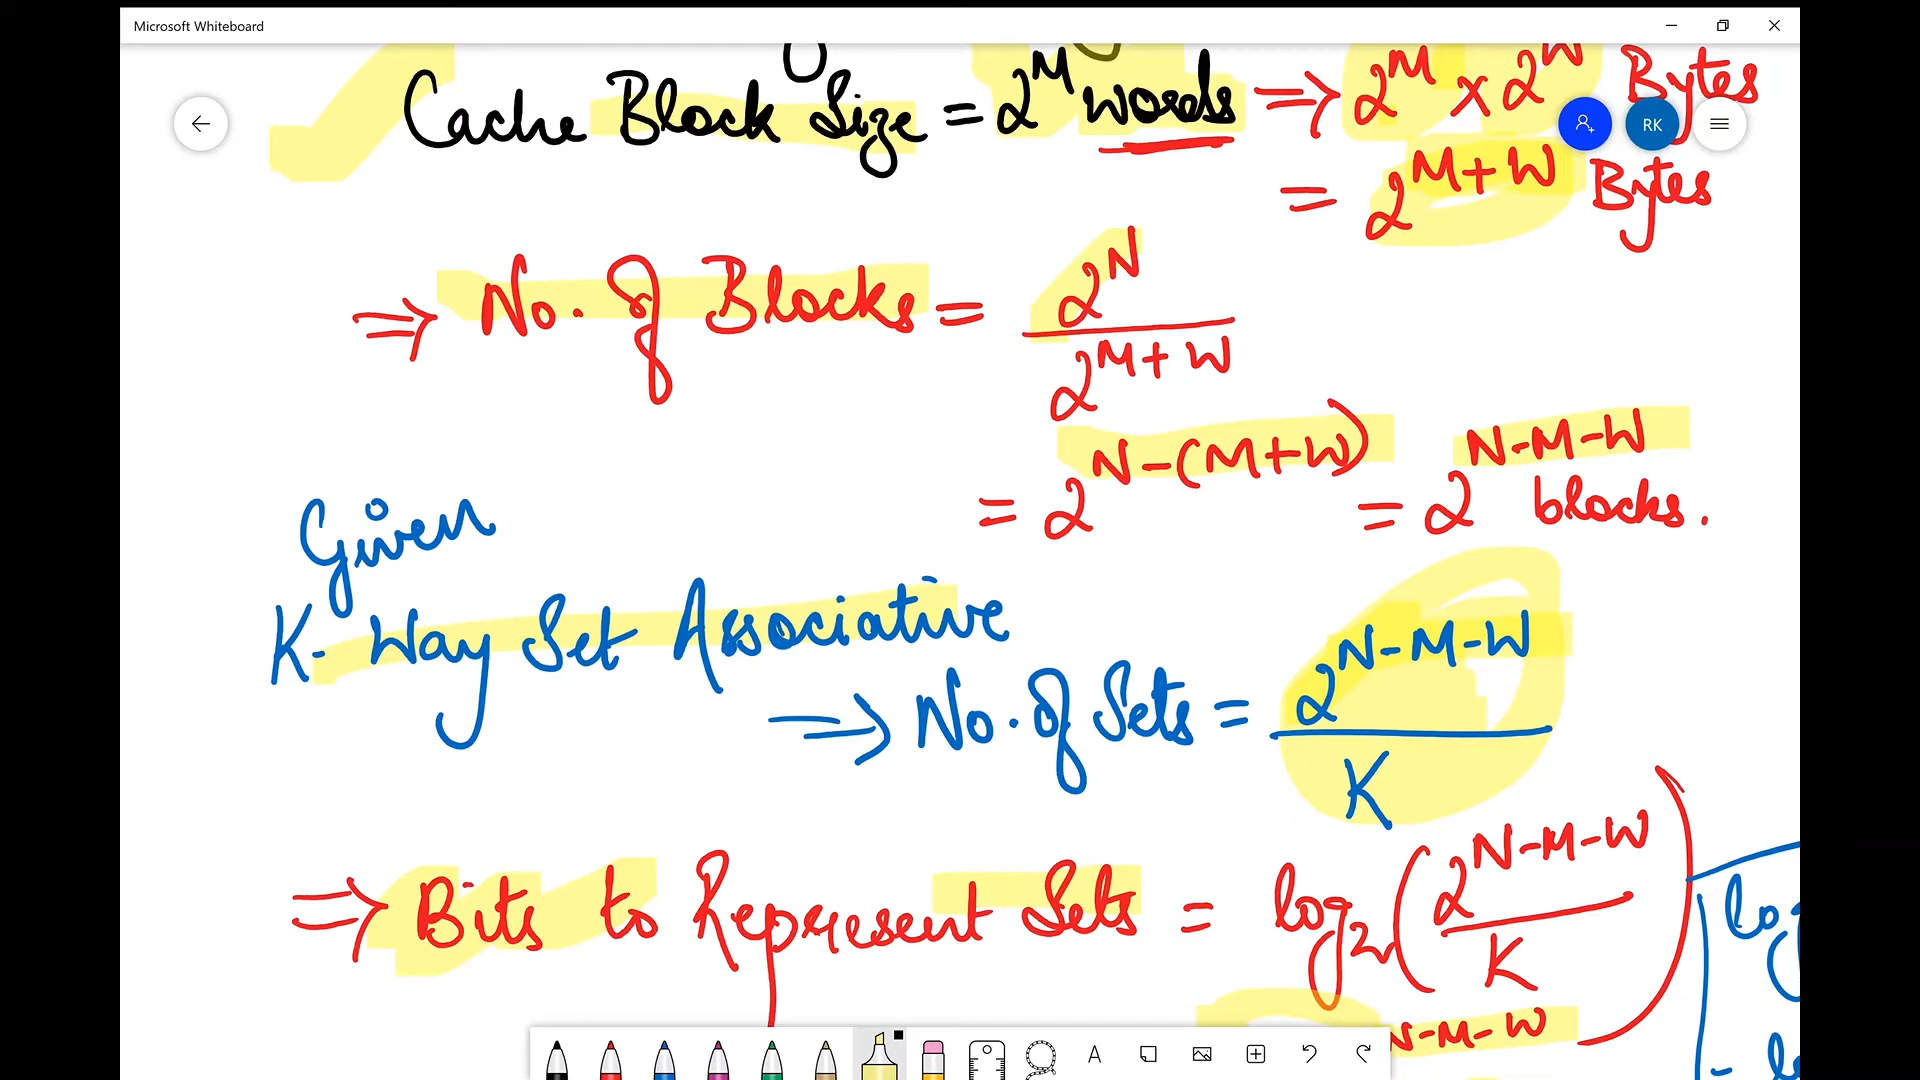 Microsoft Whiteboard
Cache Block Size = 2^M words ⇒ 2^M × 2^W Bytes
RK
= 2^(M+W) Bytes
⇒ No. of Blocks = 2^N / 2^(M+W)
= 2^(N-(M+W)) = 2^(N-M-W) blocks.
Given
K-Way Set Associative
⇒ No. of Sets = 2^(N-M-W) / K
⇒ Bits to Represent Sets = log₂(2^(N-M-W) / K)
N-M-W
A